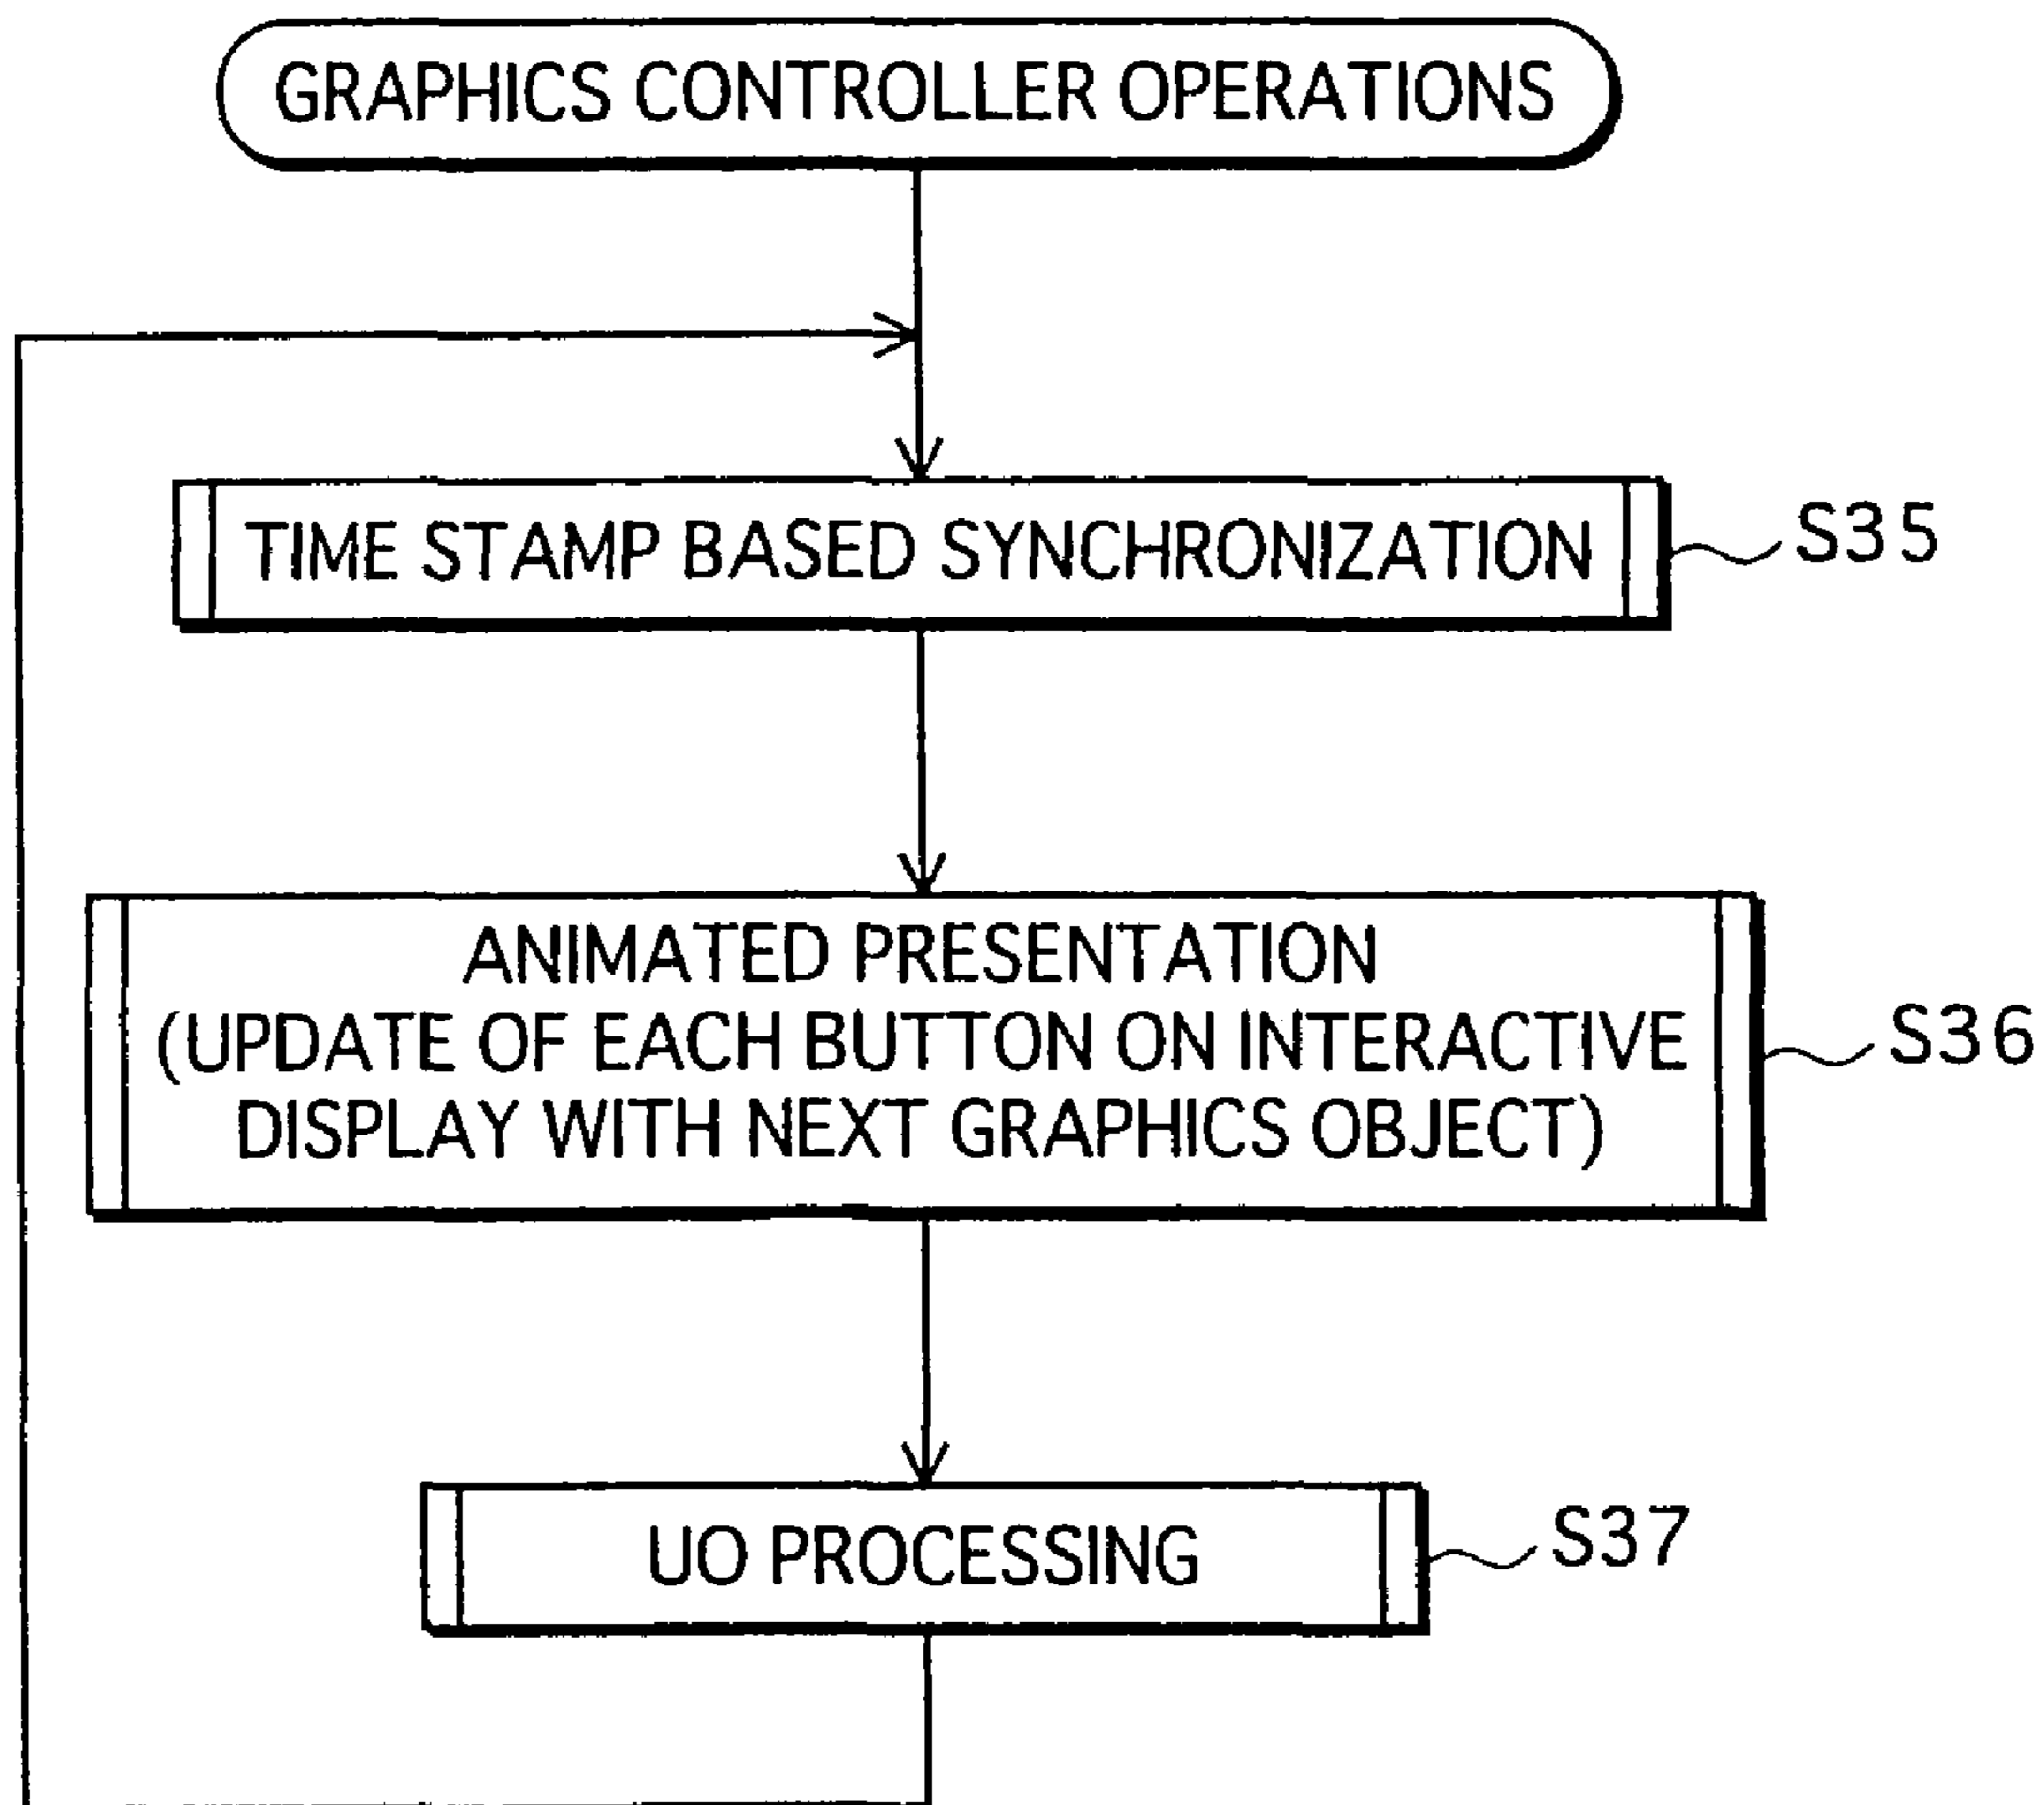 GRAPHICS CONTROLLER OPERATIONS
TIME STAMP BASED SYNCHRONIZATION
S35
ANIMATED PRESENTATION
(UPDATE OF EACH BUTTON ON INTERACTIVE
DISPLAY WITH NEXT GRAPHICS OBJECT)
S36
UO PROCESSING
S37